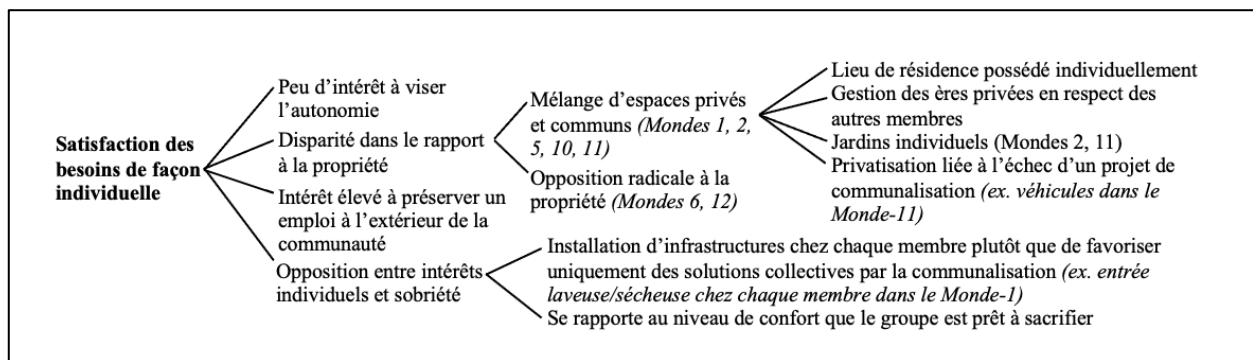 Satisfaction des
besoins de façon
individuelle
Peu d'intérêt à viser
l'autonomie
Disparité dans le rapport
à la propriété
Intérêt élevé à préserver un
emploi à l'extérieur de la
communauté
Opposition entre intérêts
individuels et sobriété
Mélange d'espaces privés
et communs (Mondes 1, 2,
5, 10, 11)
Opposition radicale à la
propriété (Mondes 6, 12)
Lieu de résidence possédé individuellement
Gestion des ères privées en respect des
autres membres
Jardins individuels (Mondes 2, 11)
Privatisation liée à l'échec d'un projet de
communalisation (ex. véhicules dans le
Monde-11)
Installation d'infrastructures chez chaque membre plutôt que de favoriser
uniquement des solutions collectives par la communalisation (ex. entrée
laveuse/sécheuse chez chaque membre dans le Monde-1)
Se rapporte au niveau de confort que le groupe est prêt à sacrifier